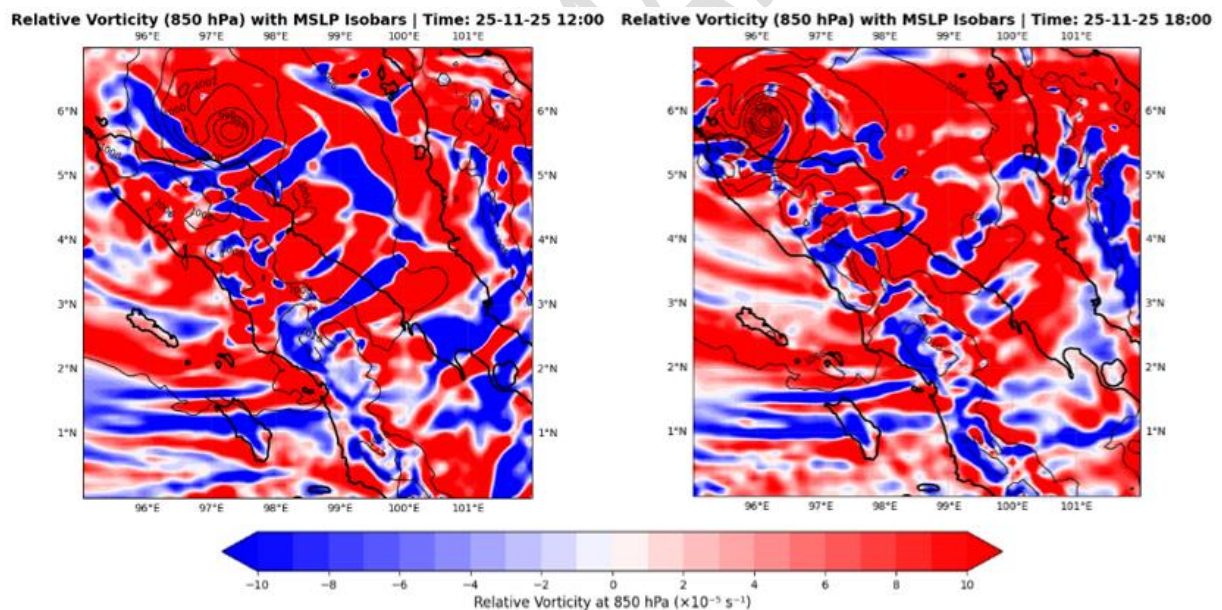 Relative Vorticity (850 hPa) with MSLP Isobars | Time: 25-11-25 12:00
Relative Vorticity (850 hPa) with MSLP Isobars | Time: 25-11-25 18:00
96°E 97°E 98°E 99°E 100°E 101°E
96°E 97°E 98°E 99°E 100°E 101°E
6°N 6°N 6°N 6°N
5°N 5°N 5°N 5°N
4°N 4°N 4°N 4°N
3°N 3°N 3°N 3°N
2°N 2°N 2°N 2°N
1°N 1°N 1°N 1°N
96°E 97°E 98°E 99°E 100°E 101°E
96°E 97°E 98°E 99°E 100°E 101°E
−10 −8 −6 −4 −2 0 2 4 6 8 10
Relative Vorticity at 850 hPa (×10⁻⁵ s⁻¹)